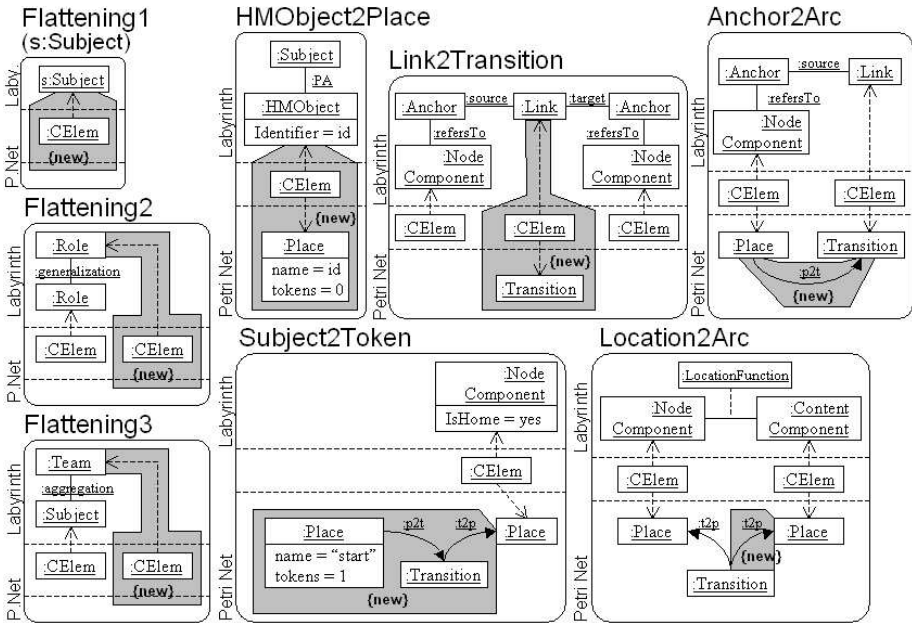 Flattening1
(s:Subject)
Laby.
s:Subject
:CElem
{new}
P.Net
Flattening2
Labyrinth
:Role
:generalization
:Role
:CElem
:CElem
{new}
P.Net
Flattening3
Labyrinth
:Team
:aggregation
:Subject
:CElem
:CElem
{new}
P.Net
HMObject2Place
Labyrinth
:Subject
:PA
:HMObject
Identifier = id
:CElem
{new}
:Place
name = id
tokens = 0
Petri Net
Link2Transition
Labyrinth
:Anchor
:source
:Link
:target
:Anchor
:refersTo
:refersTo
:Node
Component
:Node
Component
:CElem
:CElem
:CElem
{new}
:Transition
Petri Net
Anchor2Arc
Labyrinth
:Anchor
:source
:Link
:refersTo
:Node
Component
:CElem
:CElem
:Place
:Transition
:p2t
{new}
Petri Net
Subject2Token
Labyrinth
:Node
Component
IsHome = yes
:CElem
:Place
name = “start”
tokens = 1
:p2t
:t2p
:Place
:Transition
{new}
Petri Net
Location2Arc
Labyrinth
:LocationFunction
:Node
Component
:Content
Component
:CElem
:CElem
:Place
:t2p
:t2p
:Place
{new}
:Transition
Petri Net